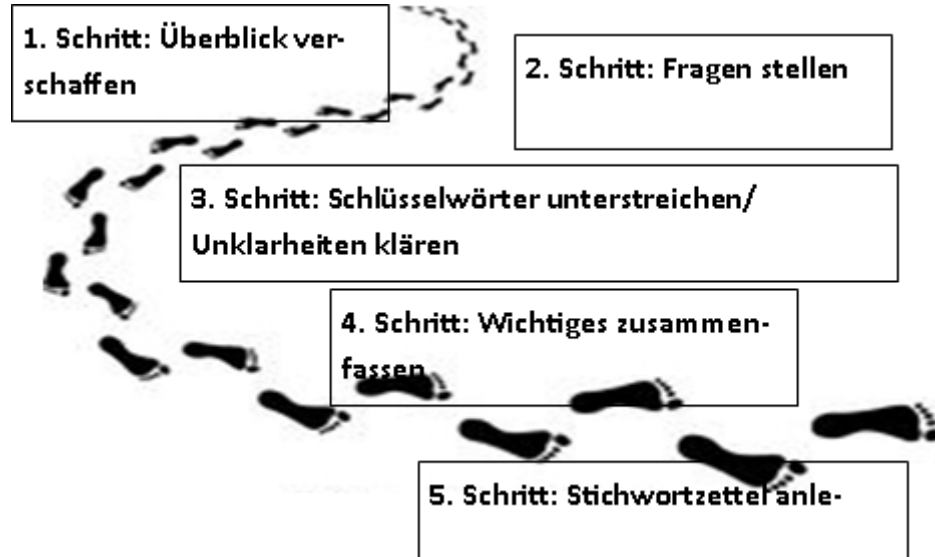 1. Schritt: Überblick ver-
schaffen
2. Schritt: Fragen stellen
3. Schritt: Schlüsselwörter unterstreichen/
Unklarheiten klären
4. Schritt: Wichtiges zusammen-
fassen
5. Schritt: Stichwortzettel anle-